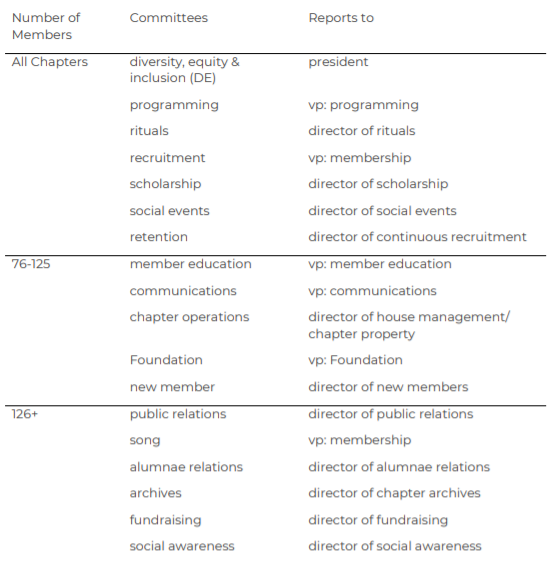 Number of Members Committees Reports to
All Chapters diversity, equity & inclusion (DE) president
programming vp: programming
rituals director of rituals
recruitment vp: membership
scholarship director of scholarship
social events director of social events
retention director of continuous recruitment
76-125 member education vp: member education
communications vp: communications
chapter operations director of house management/ chapter property
Foundation vp: Foundation
new member director of new members
126+ public relations director of public relations
song vp: membership
alumnae relations director of alumnae relations
archives director of chapter archives
fundraising director of fundraising
social awareness director of social awareness